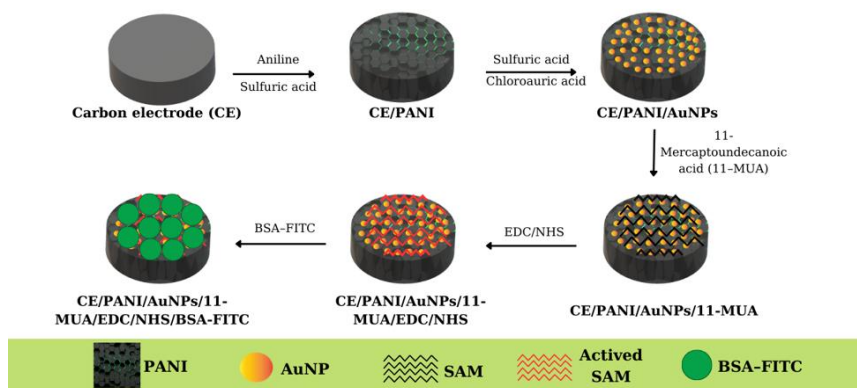 Aniline
Sulfuric acid
Sulfuric acid
Chloroauric acid
Carbon electrode (CE)
CE/PANI
CE/PANI/AuNPs
11-
Mercaptoundecanoic
acid (11–MUA)
BSA–FITC
EDC/NHS
CE/PANI/AuNPs/11-
MUA/EDC/NHS/BSA-FITC
CE/PANI/AuNPs/11-
MUA/EDC/NHS
CE/PANI/AuNPs/11-MUA
PANI
AuNP
SAM
Actived
SAM
BSA–FITC